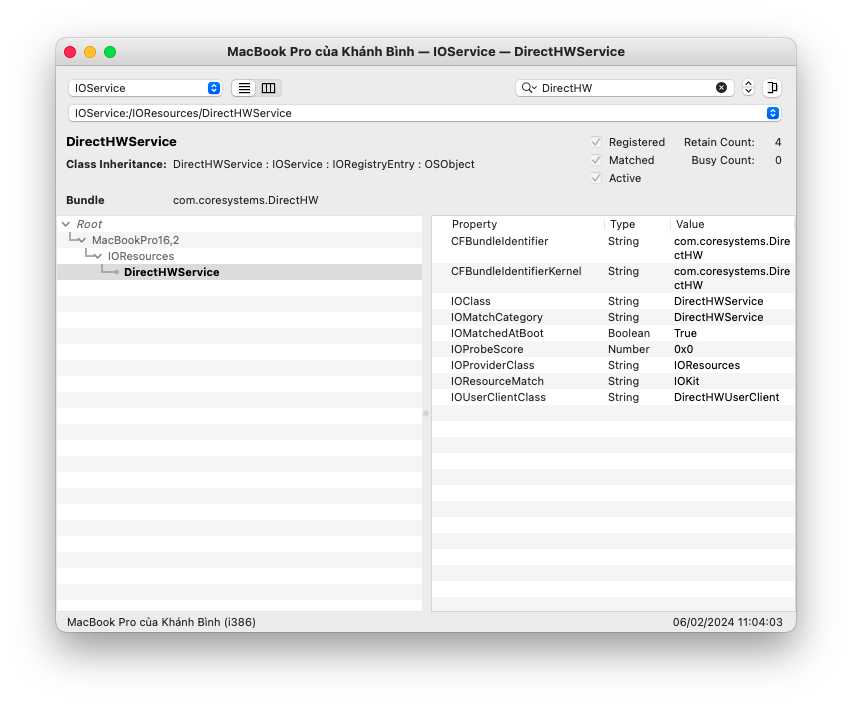 MacBook Pro của Khánh Bình — IOService — DirectHWService
IOService
DirectHW
IOService:/IOResources/DirectHWService
DirectHWService
Registered Retain Count: 4
Class Inheritance: DirectHWService : IOService : IORegistryEntry : OSObject
Matched Busy Count: 0
Active
Bundle com.coresystems.DirectHW
Root
MacBookPro16,2
IOResources
DirectHWService
Property Type Value
CFBundleIdentifier String com.coresystems.Dire
ctHW
CFBundleIdentifierKernel String com.coresystems.Dire
ctHW
IOClass String DirectHWService
IOMatchCategory String DirectHWService
IOMatchedAtBoot Boolean True
IOProbeScore Number 0x0
IOProviderClass String IOResources
IOResourceMatch String IOKit
IOUserClientClass String DirectHWUserClient
MacBook Pro của Khánh Bình (i386) 06/02/2024 11:04:03